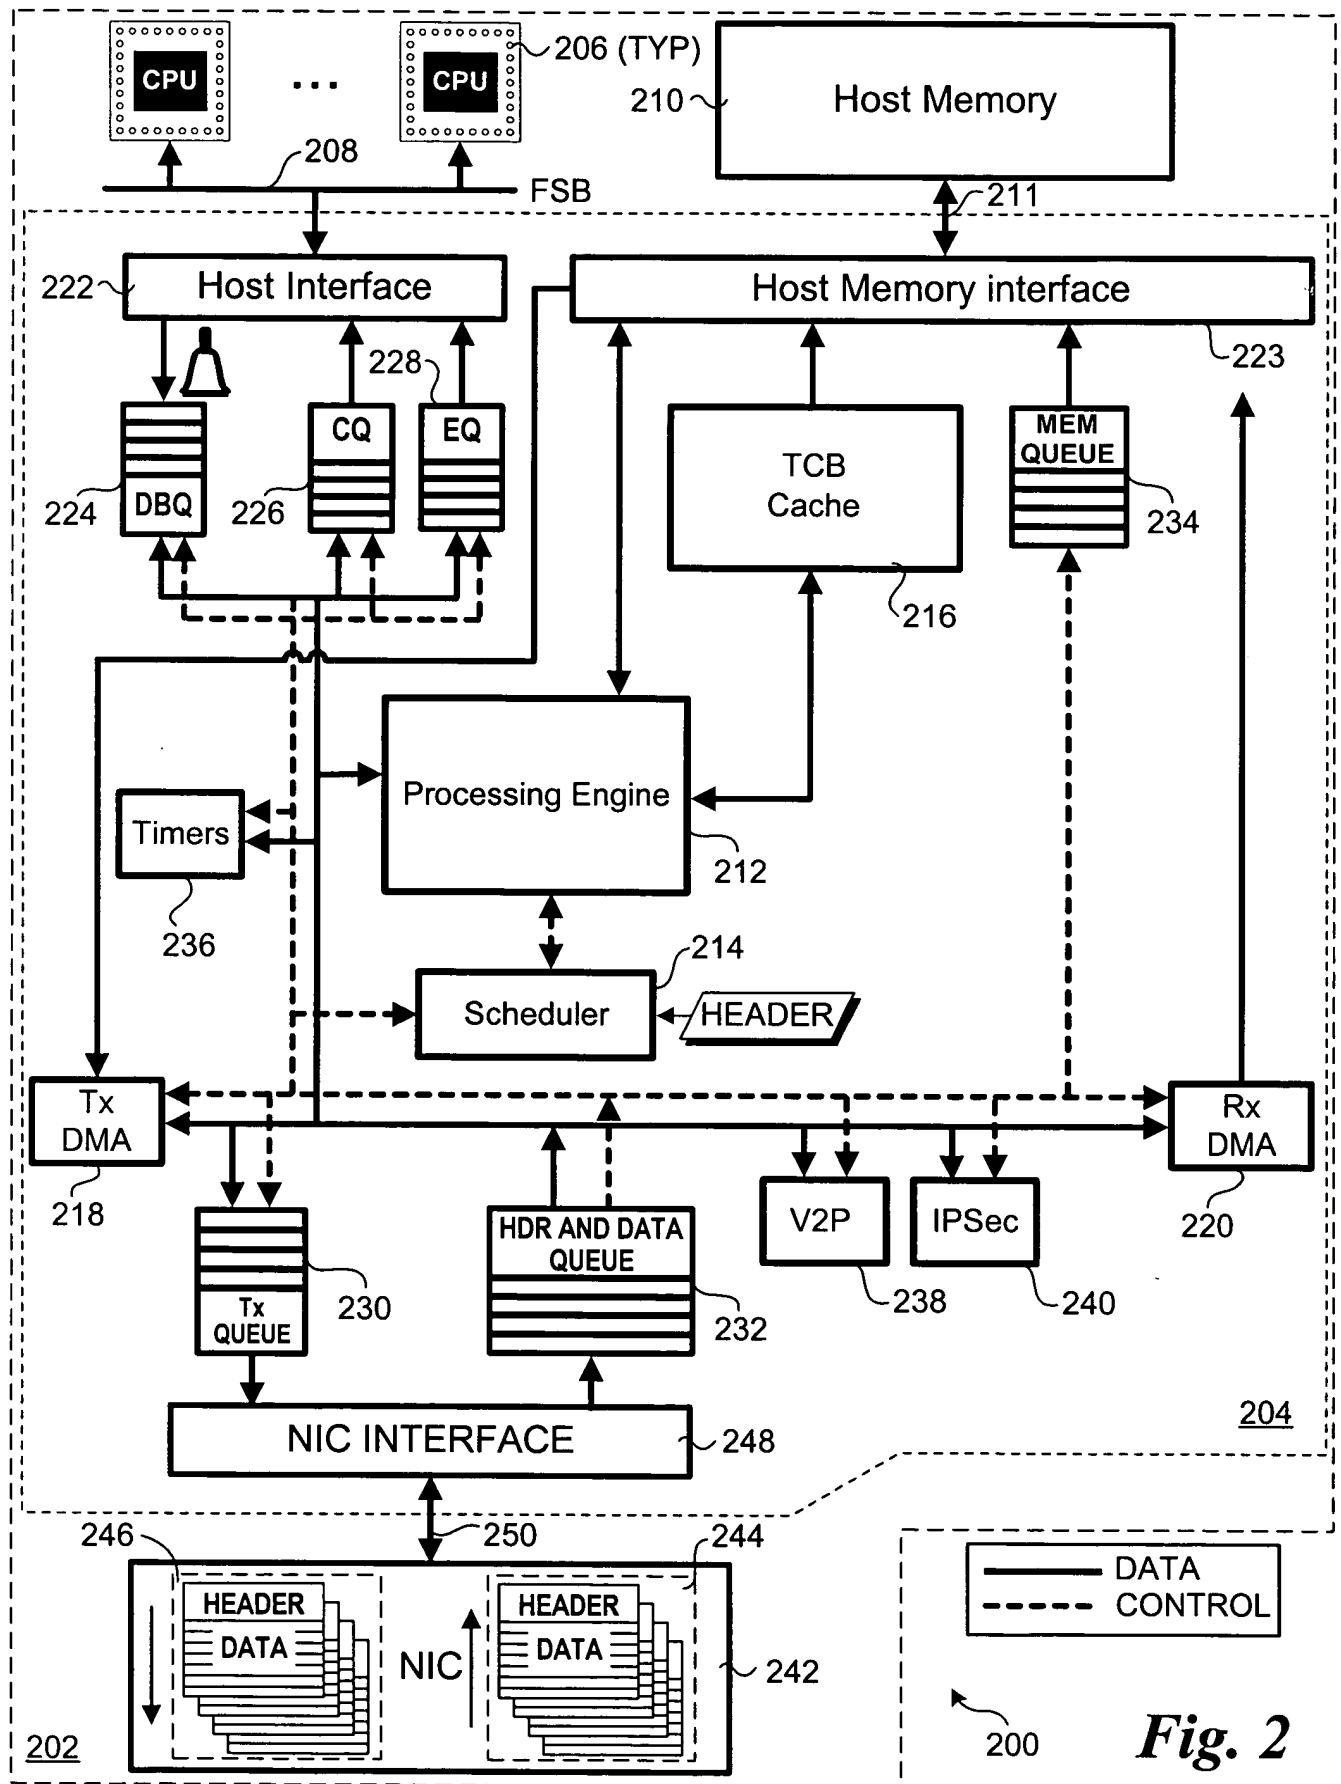 CPU
...
CPU
206 (TYP)
210
Host Memory
208
FSB
211
222
Host Interface
Host Memory interface
223
228
224
DBQ
226
CQ
EQ
TCB
Cache
216
MEM
QUEUE
234
Processing Engine
212
Timers
236
214
Scheduler
HEADER
Tx
DMA
218
Rx
DMA
220
Tx
QUEUE
230
HDR AND DATA
QUEUE
232
V2P
238
IPSec
240
NIC INTERFACE
248
204
250
246
244
HEADER
DATA
NIC
HEADER
DATA
242
DATA
CONTROL
202
200
Fig. 2